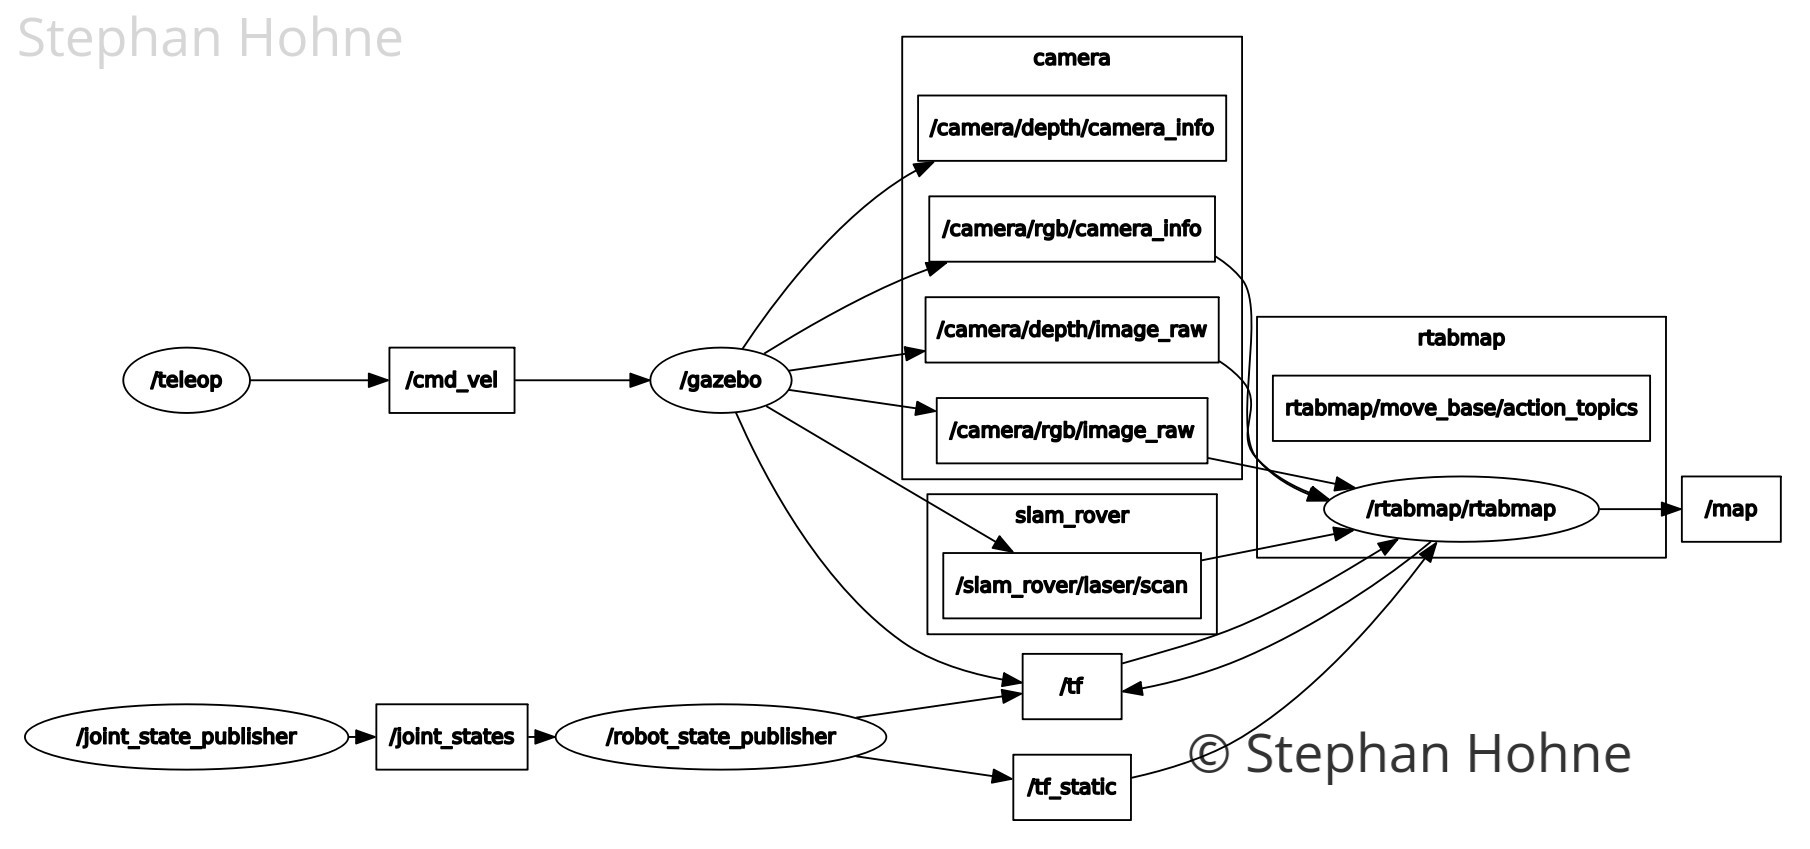 Stephan Hohne
camera
/camera/depth/camera_info
/camera/rgb/camera_info
/camera/depth/image_raw
/camera/rgb/image_raw
/teleop
/cmd_vel
/gazebo
rtabmap
rtabmap/move_base/action_topics
/rtabmap/rtabmap
/map
slam_rover
/slam_rover/laser/scan
/tf
/joint_state_publisher
/joint_states
/robot_state_publisher
/tf_static
© Stephan Hohne